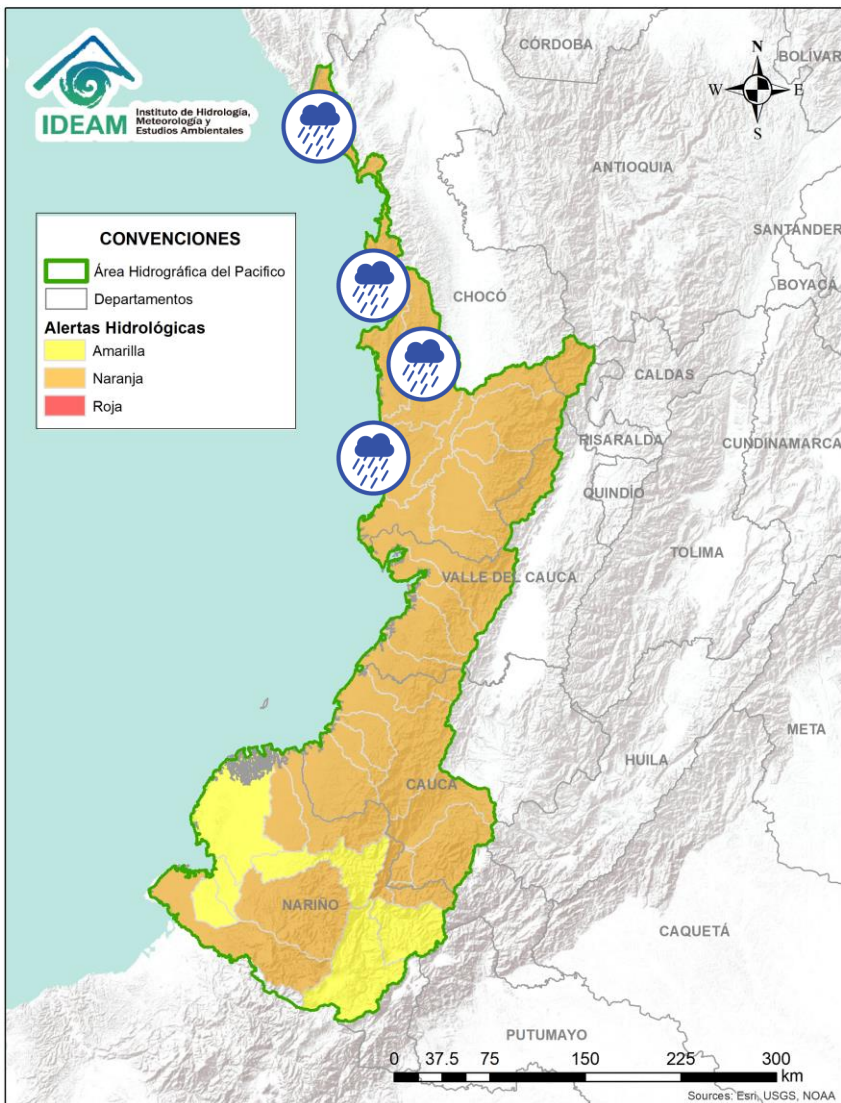 IDEAM
Instituto de Hidrología,
Meteorología y
Estudios Ambientales
CÓRDOBA
BOLÍVAR
N
W
E
S
ANTIOQUIA
SANTANDER
BOYACÁ
CONVENCIONES
Área Hidrográfica del Pacifico
Departamentos
Alertas Hidrológicas
Amarilla
Naranja
Roja
CHOCÓ
CALDAS
RISARALDA
CUNDINAMARCA
QUINDÍO
TOLIMA
VALLE DEL CAUCA
META
HUILA
CAUCA
NARIÑO
CAQUETÁ
PUTUMAYO
0 37.5 75 150 225 300
km
Sources: Esri, USGS, NOAA